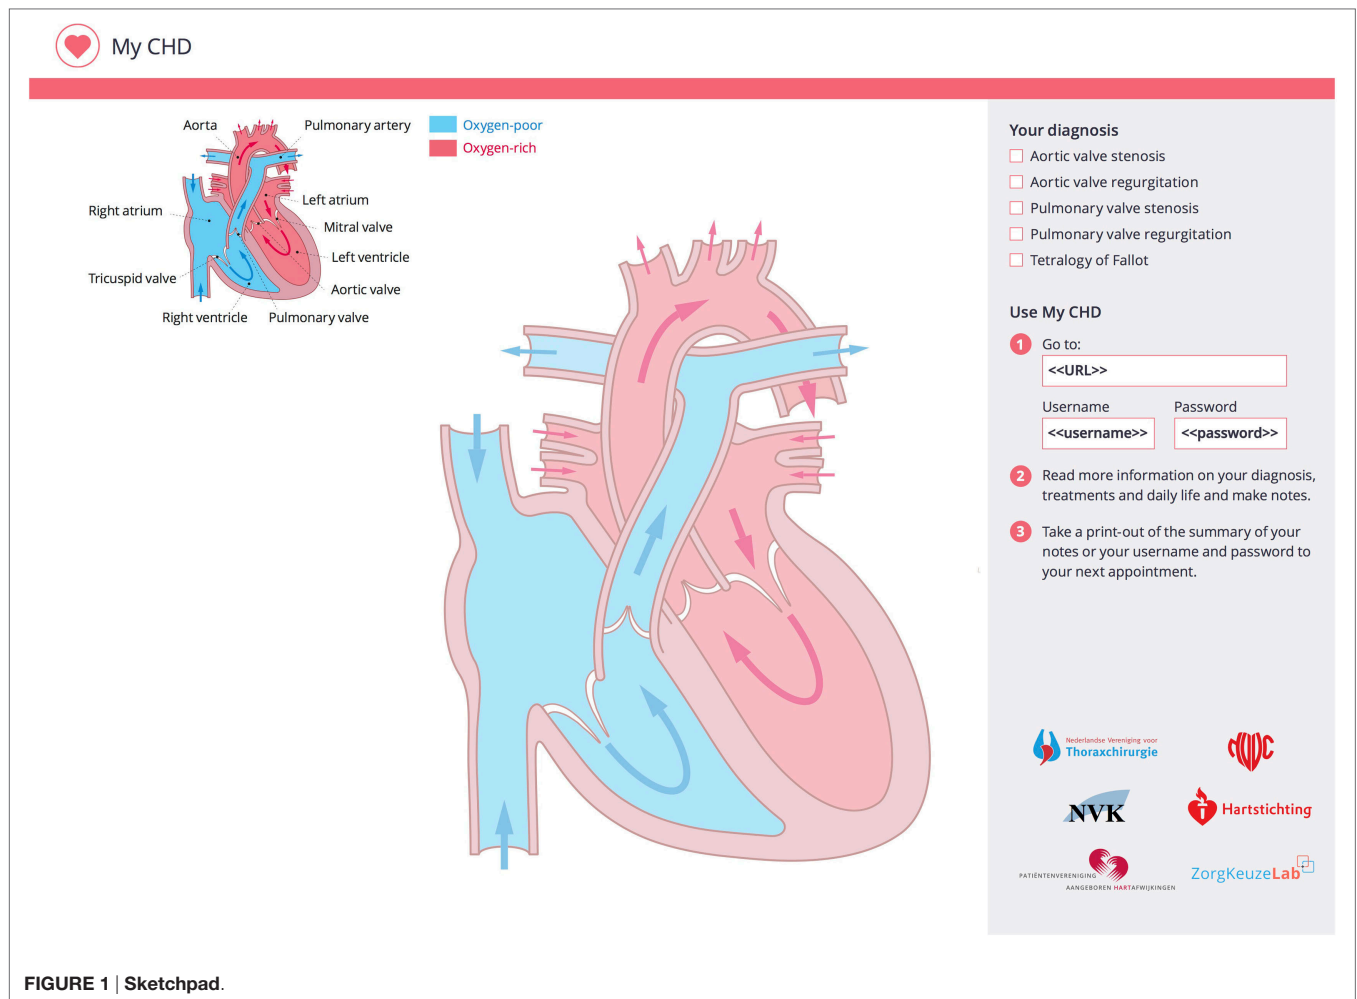 My CHD
Aorta
Pulmonary artery
Oxygen-poor
Oxygen-rich
Right atrium
Left atrium
Mitral valve
Left ventricle
Tricuspid valve
Aortic valve
Right ventricle
Pulmonary valve
Your diagnosis
Aortic valve stenosis
Aortic valve regurgitation
Pulmonary valve stenosis
Pulmonary valve regurgitation
Tetralogy of Fallot
Use My CHD
1 Go to:
<<URL>>
Username Password
<<username>> <<password>>
2 Read more information on your diagnosis,
treatments and daily life and make notes.
3 Take a print-out of the summary of your
notes or your username and password to
your next appointment.
Nederlandse Vereniging voor
Thoraxchirurgie
NVVC
NVK
Hartstichting
PATIËNTENVERENIGING
AANGEBOREN HARTAFWIJKINGEN
ZorgKeuzeLab
FIGURE 1 | Sketchpad.